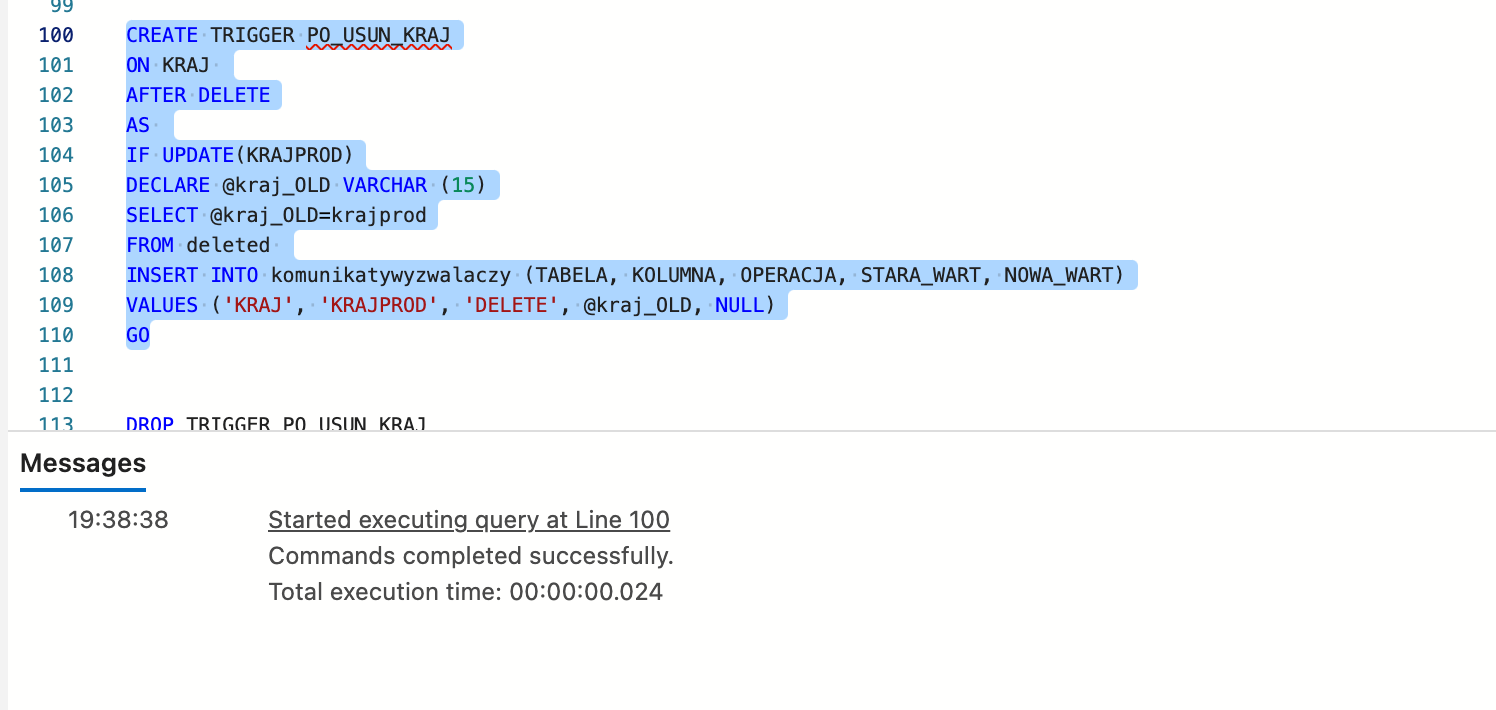 99
100 CREATE TRIGGER PO_USUN_KRAJ
101 ON KRAJ
102 AFTER DELETE
103 AS
104 IF UPDATE(KRAJPROD)
105 DECLARE @kraj_OLD VARCHAR (15)
106 SELECT @kraj_OLD=krajprod
107 FROM deleted
108 INSERT INTO komunikatywyzwalaczy (TABELA, KOLUMNA, OPERACJA, STARA_WART, NOWA_WART)
109 VALUES ('KRAJ', 'KRAJPROD', 'DELETE', @kraj_OLD, NULL)
110 GO
111
112
113 DROP TRIGGER PO_USUN_KRAJ
Messages
19:38:38 Started executing query at Line 100
Commands completed successfully.
Total execution time: 00:00:00.024